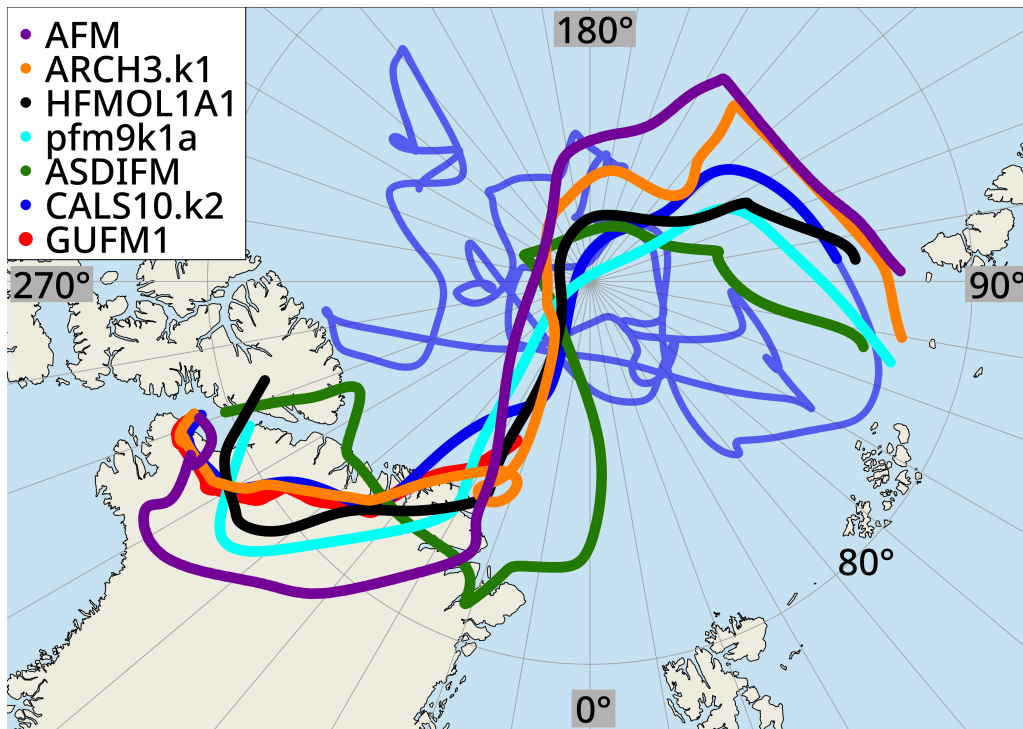 AFM
ARCH3.k1
HFMOL1A1
pfm9k1a
ASDIFM
CALS10.k2
GUFM1
180°
270°
90°
80°
0°